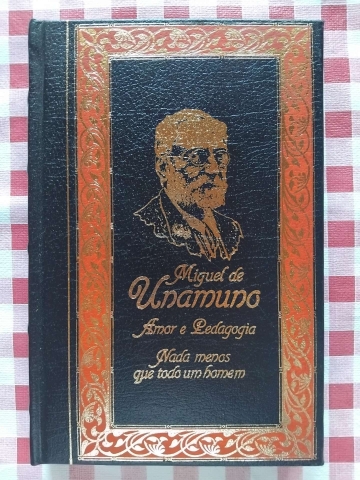 Miguel de
Unamuno
Amor e Pedagogia
Nada menos
que todo um homem